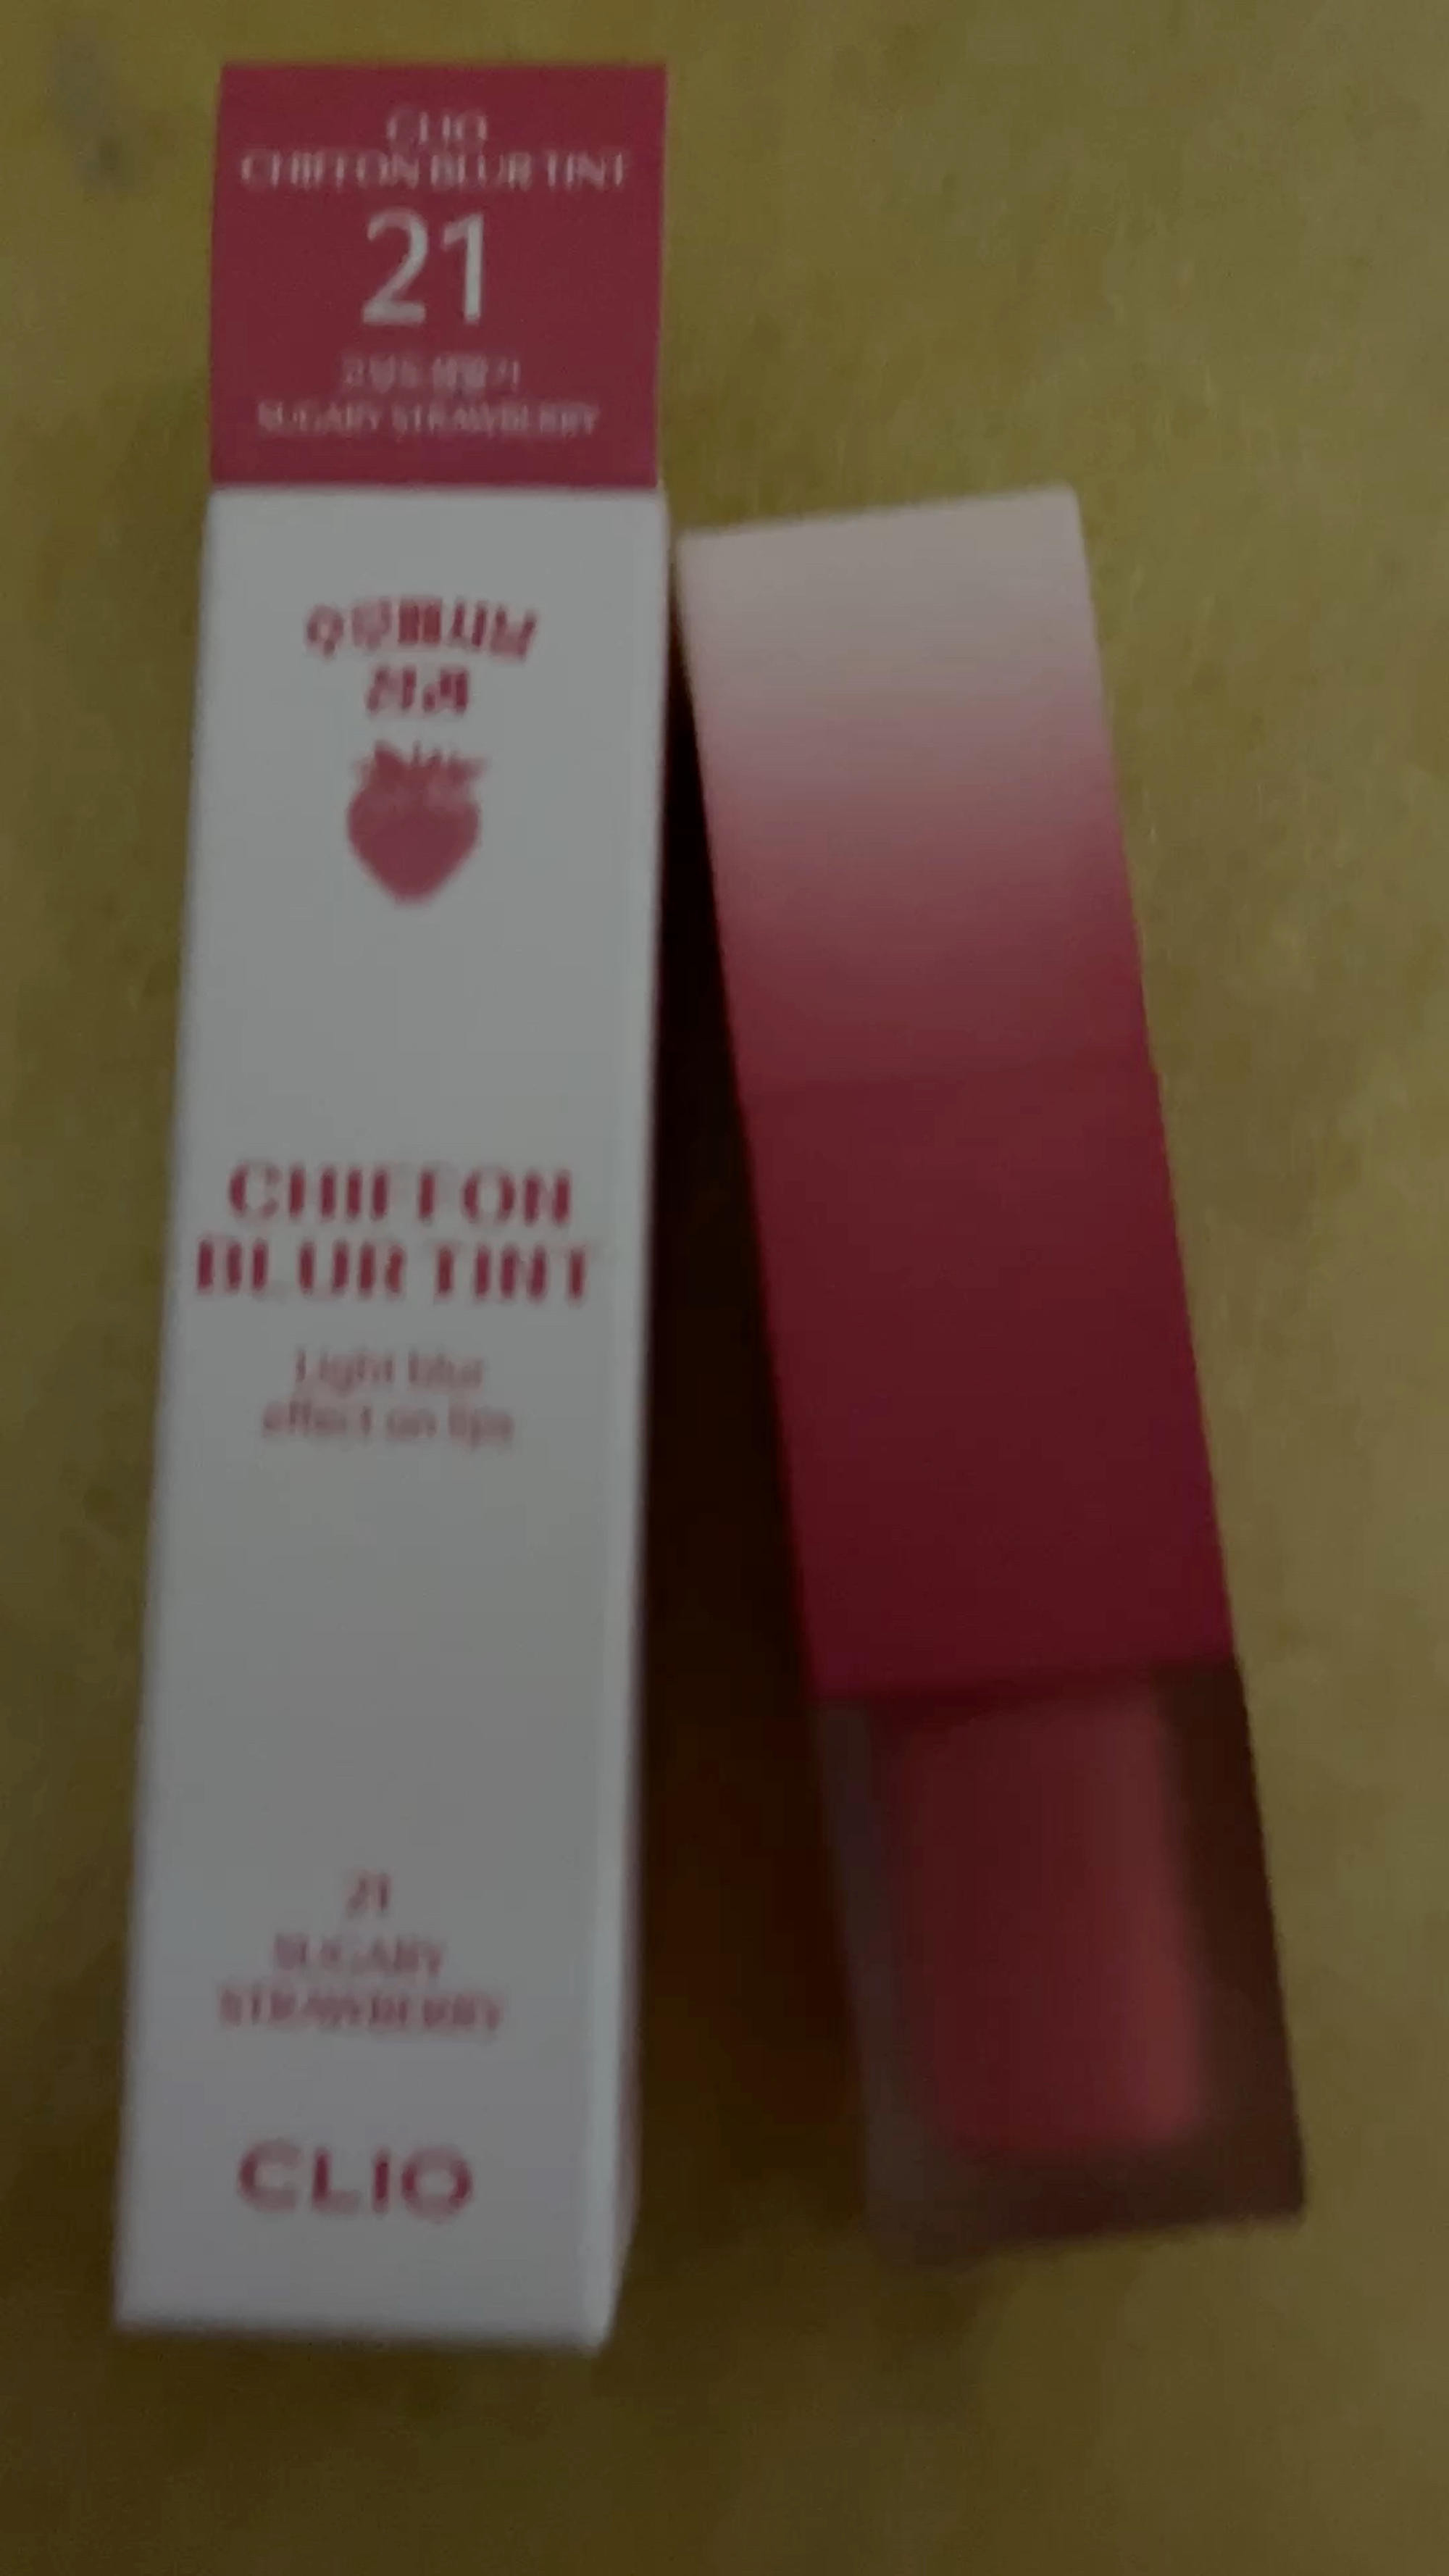 CLIO
CHIFFON BLUR TINT
21
SUGARY STRAWBERRY
CHIFFON
BLUR TINT
Light blur
effect on lips
21
SUGARY
STRAWBERRY
CLIO